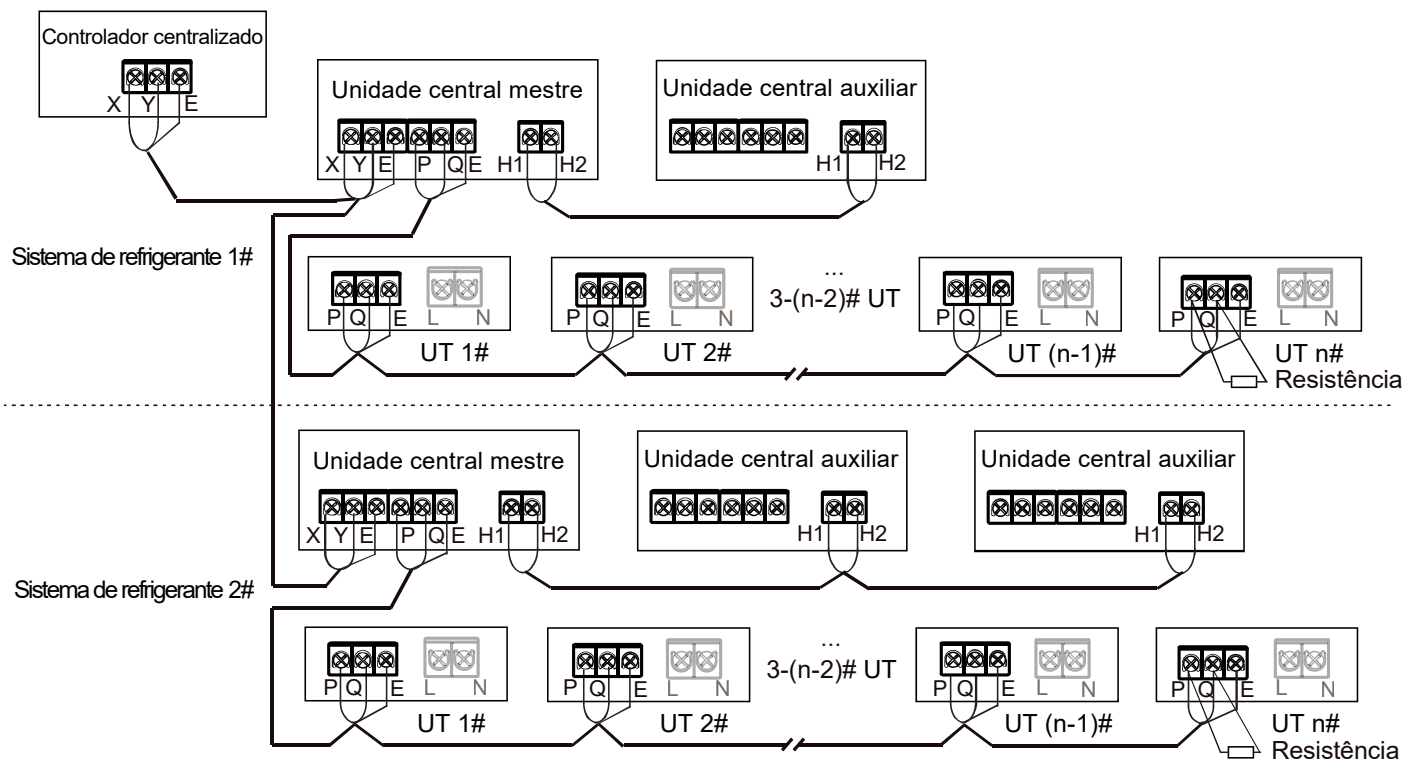 Controlador centralizado
X Y E
Unidade central mestre
X Y E P Q E H1 H2
Unidade central auxiliar
H1 H2
Sistema de refrigerante 1#
P Q E L N
UT 1#
P Q E L N
UT 2#
...
3-(n-2)# UT
P Q E L N
UT (n-1)#
P Q E L N
UT n#
Resistência
Unidade central mestre
X Y E P Q E H1 H2
Unidade central auxiliar
H1 H2
Unidade central auxiliar
H1 H2
Sistema de refrigerante 2#
P Q E L N
UT 1#
P Q E L N
UT 2#
...
3-(n-2)# UT
P Q E L N
UT (n-1)#
P Q E L N
UT n#
Resistência